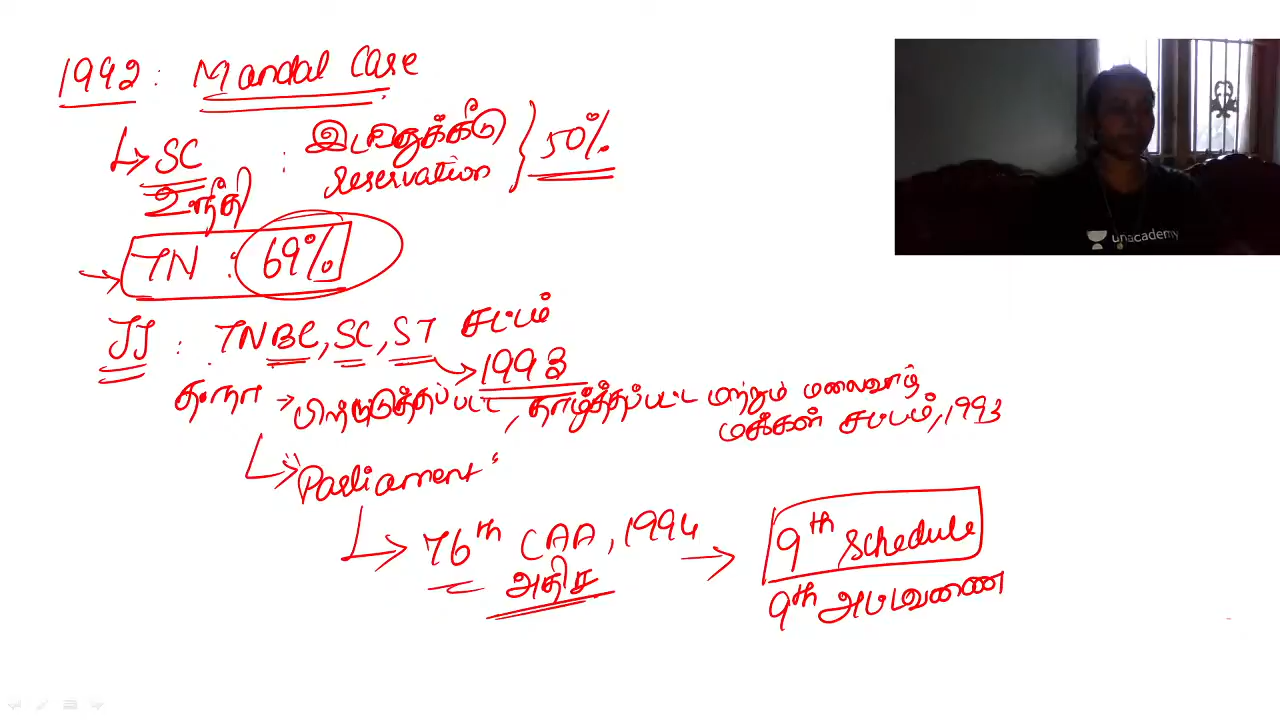 1992 : Mandal Case
↳ SC : இடஒதுக்கீடு } 50%
உ.நீதி reservation
→ TN : 69%
JJ : TNBC, SC, ST சட்டம்
→ 1993
த.நா → பிற்படுத்தப்பட்ட, தாழ்த்தப்பட்ட மற்றும் மலைவாழ்
மக்கள் சட்டம், 1993
↳ "Parliament"
↳ 76th CAA, 1994 → 9th Schedule
அதிச 9th அட்டவணை
unacademy